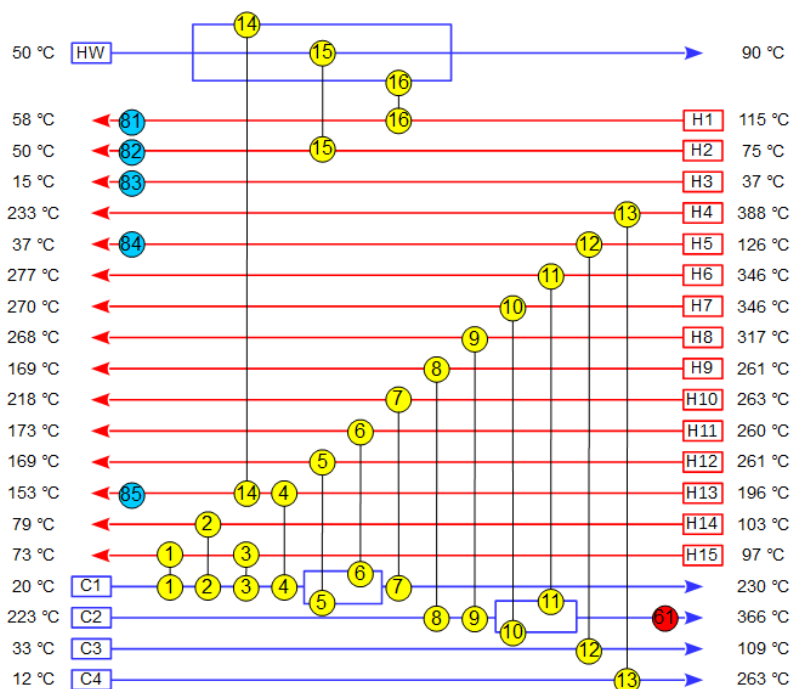 14
50 °C HW 15 90 °C
16
58 °C 81 16 H1 115 °C
50 °C 82 15 H2 75 °C
15 °C 83 H3 37 °C
233 °C 13 H4 388 °C
37 °C 84 12 H5 126 °C
277 °C 11 H6 346 °C
270 °C 10 H7 346 °C
268 °C 9 H8 317 °C
169 °C 8 H9 261 °C
218 °C 7 H10 263 °C
173 °C 6 H11 260 °C
169 °C 5 H12 261 °C
153 °C 85 14 4 H13 196 °C
79 °C 2 H14 103 °C
73 °C 1 3 H15 97 °C
6
20 °C C1 1 2 3 4 7 230 °C
5
11
223 °C C2 8 9 61 366 °C
10
33 °C C3 12 109 °C
12 °C C4 13 263 °C